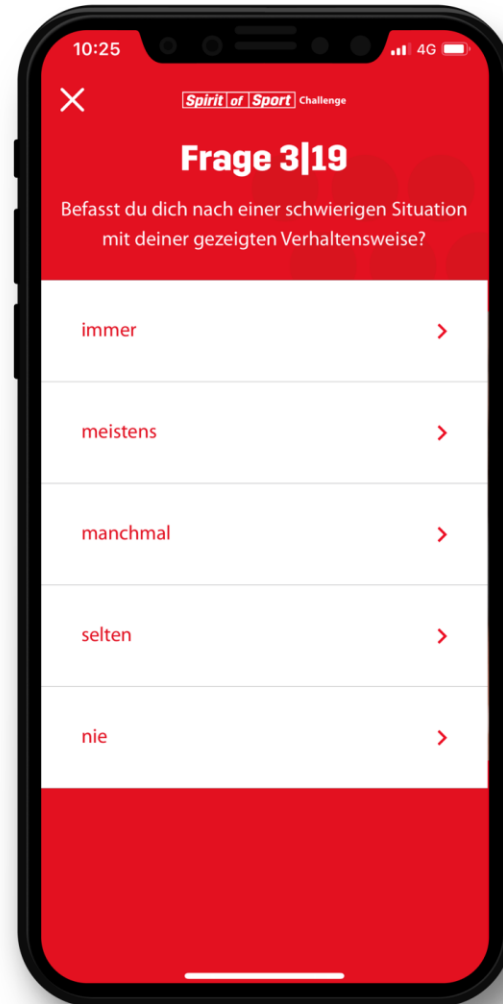 10:25 4G
Spirit of Sport Challenge
Frage 3|19
Befasst du dich nach einer schwierigen Situation
mit deiner gezeigten Verhaltensweise?
immer
meistens
manchmal
selten
nie